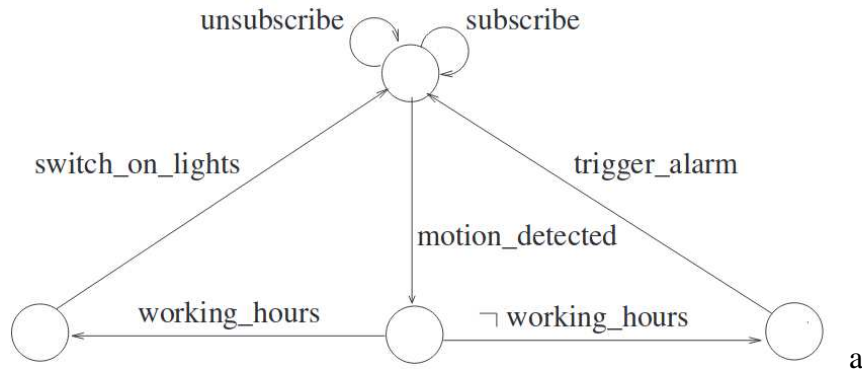 unsubscribe subscribe
switch_on_lights trigger_alarm
motion_detected
working_hours ¬ working_hours
a